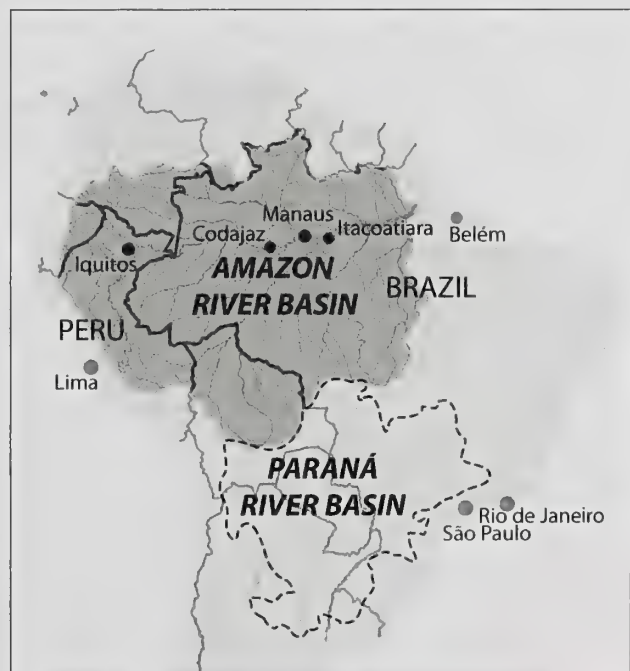 Manaus
Codajaz
Itacoatiara
Belém
Iquitos
AMAZON
RIVER BASIN
BRAZIL
PERU
Lima
PARANÁ
RIVER BASIN
Rio de Janeiro
São Paulo